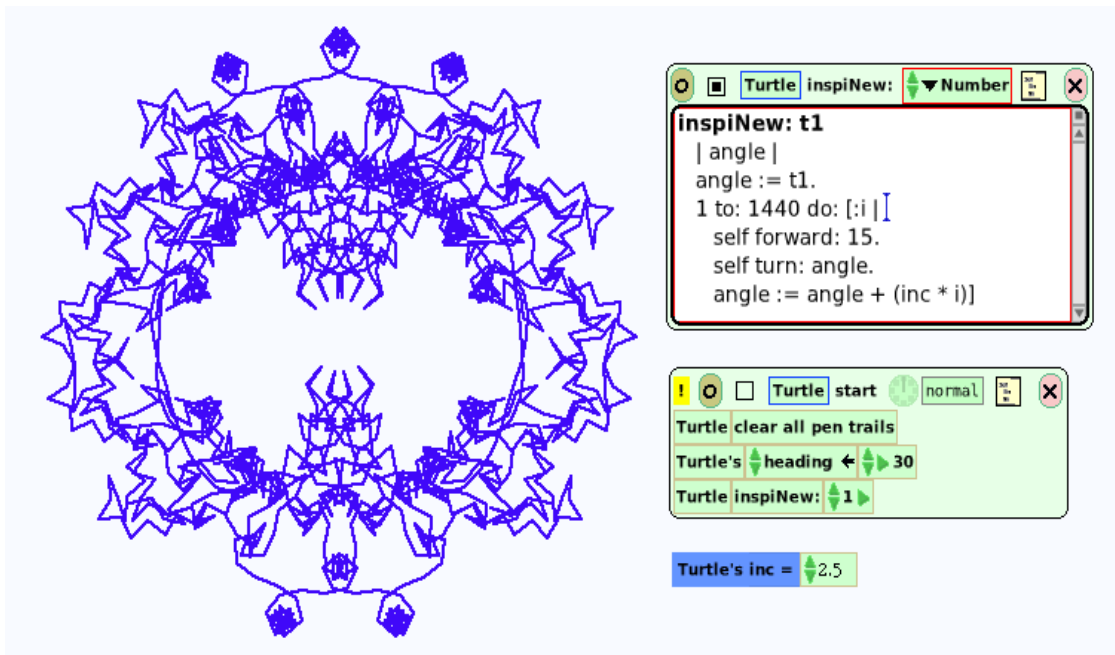 Turtle inspiNew: Number
inspiNew: t1
| angle |
angle := t1.
1 to: 1440 do: [:i |
self forward: 15.
self turn: angle.
angle := angle + (inc * i)]
! Turtle start normal
Turtle clear all pen trails
Turtle's heading ← 30
Turtle inspiNew: 1
Turtle's inc = 2.5